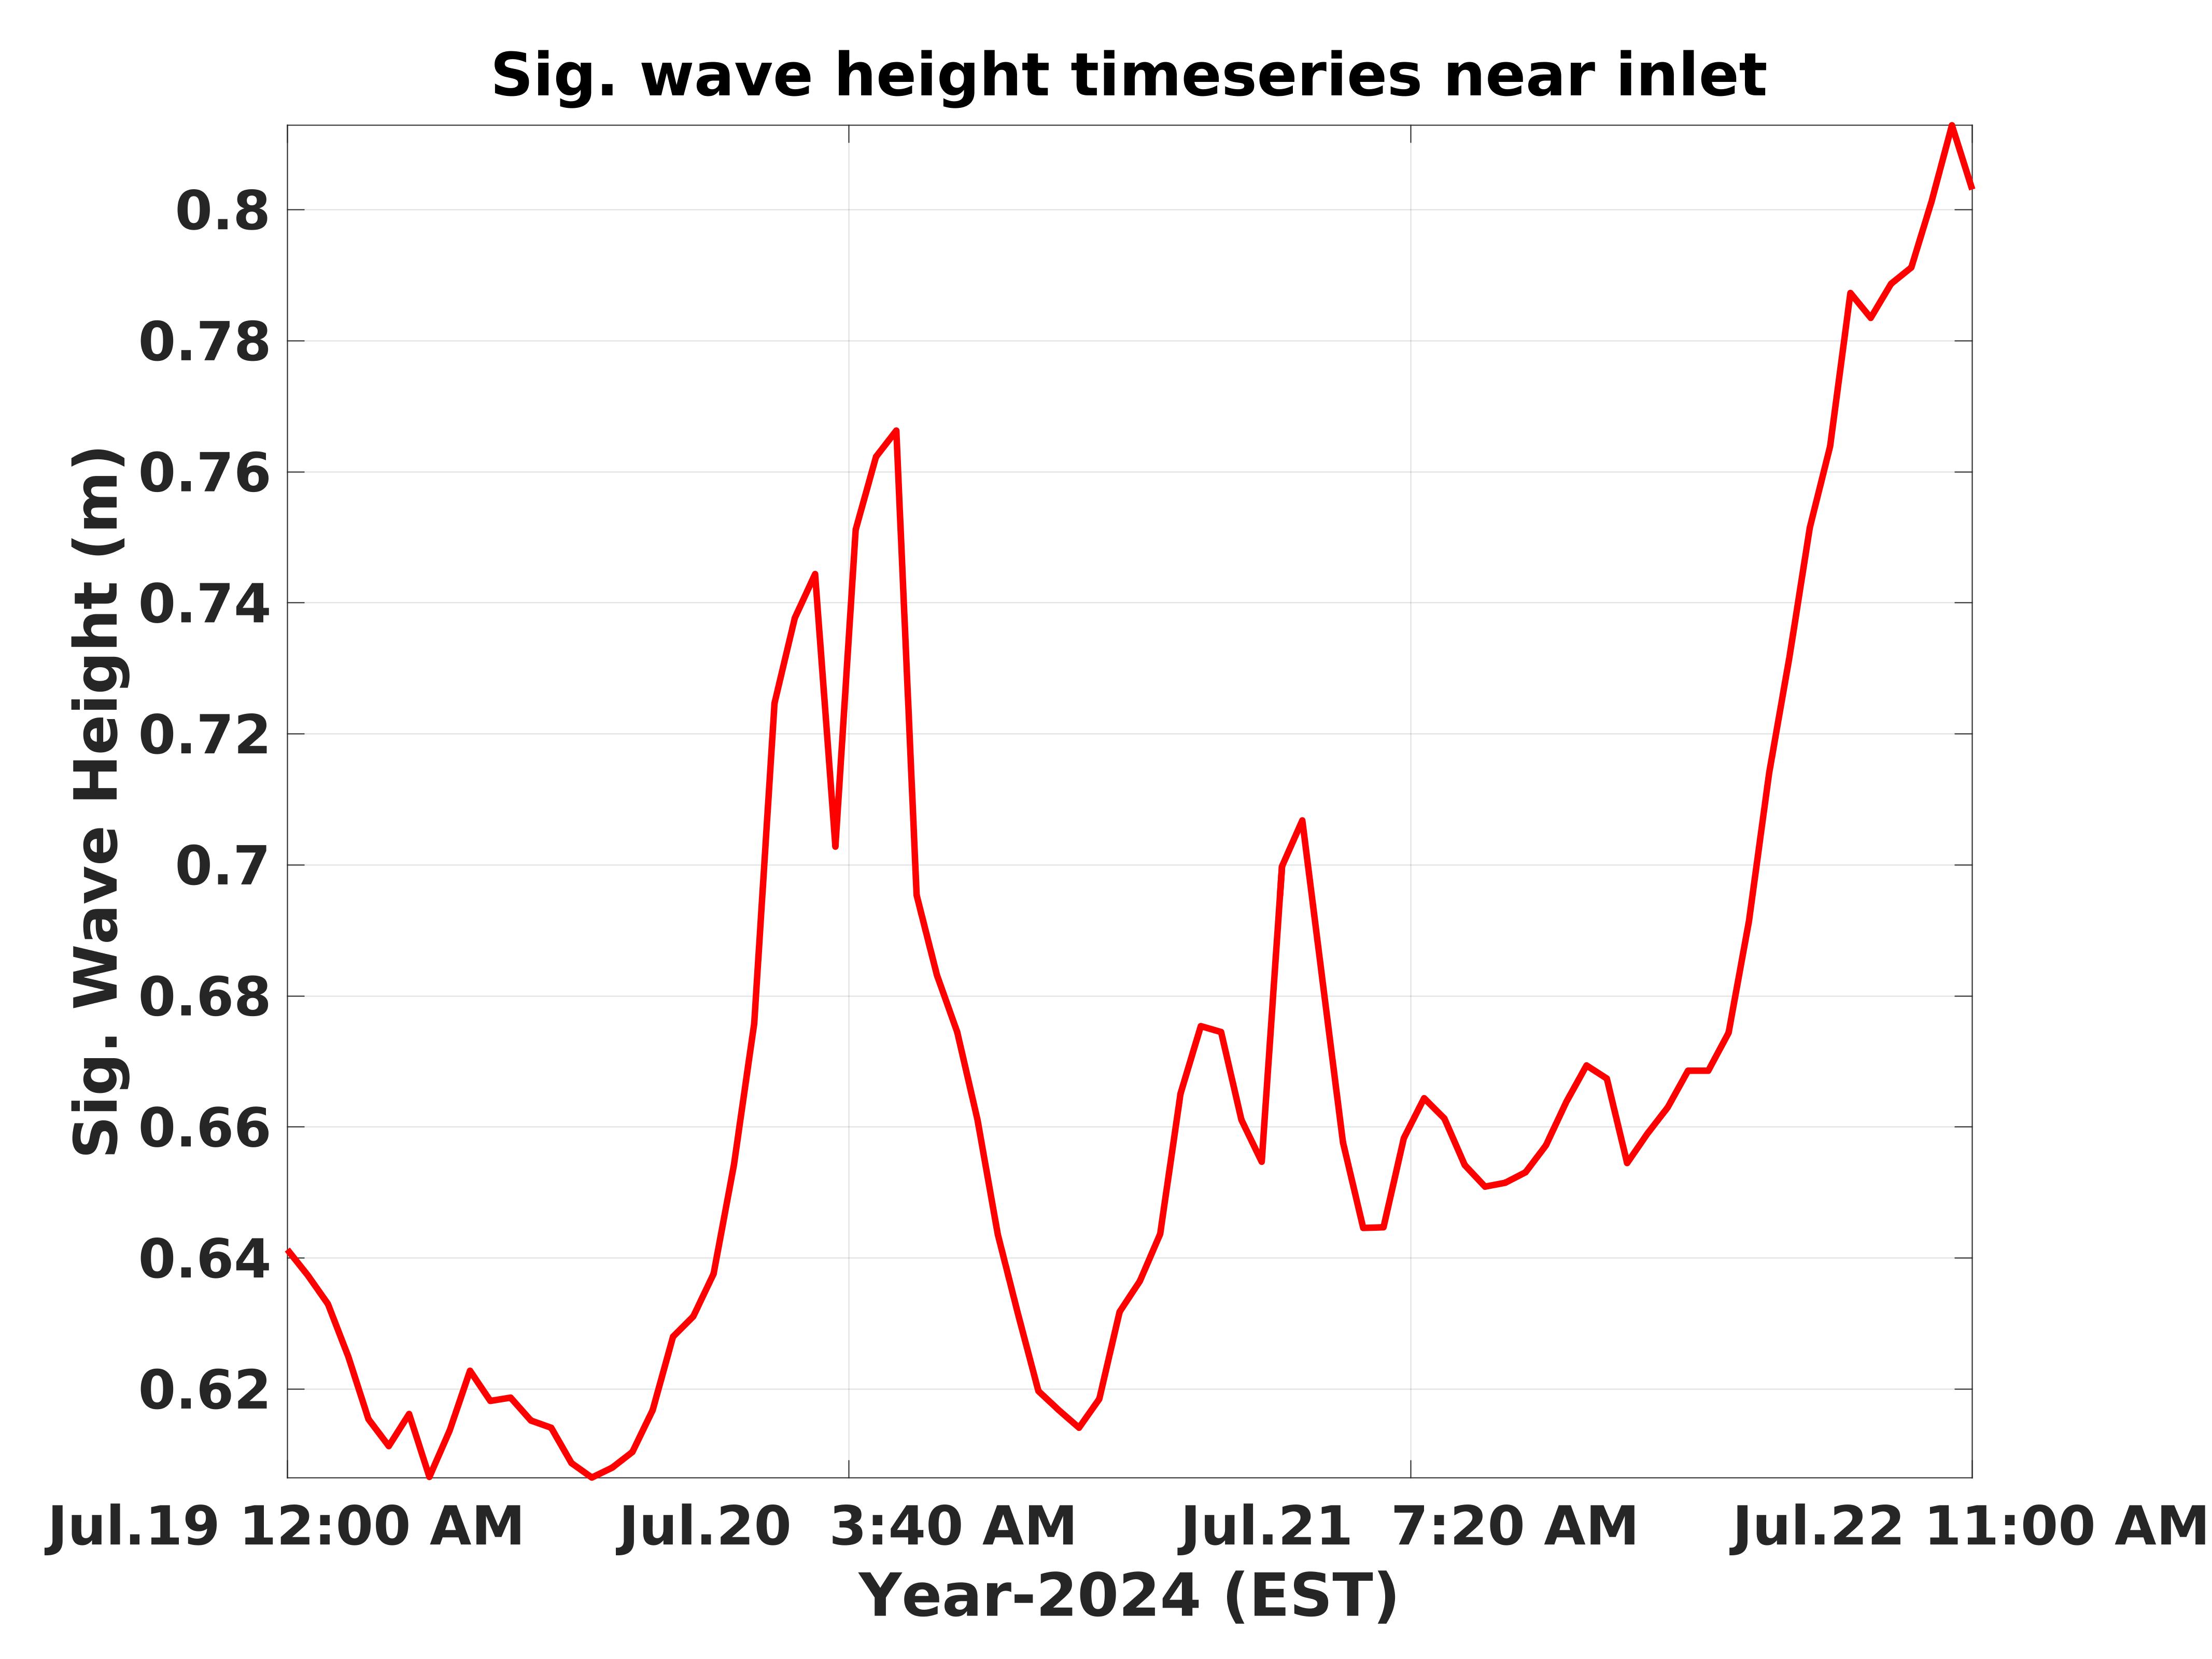 Sig. wave height timeseries near inlet
Sig. Wave Height (m)
0.8
0.78
0.76
0.74
0.72
0.7
0.68
0.66
0.64
0.62
Jul.19 12:00 AM Jul.20 3:40 AM Jul.21 7:20 AM Jul.22 11:00 AM
Year-2024 (EST)